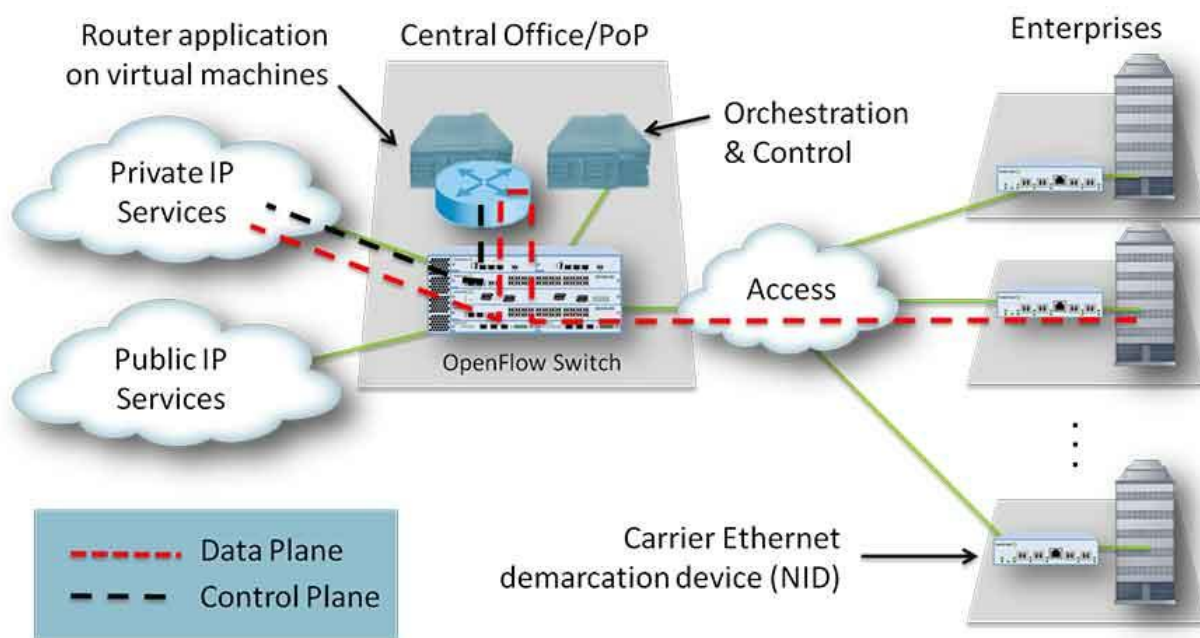 Router application
on virtual machines
Central Office/PoP
Enterprises
Orchestration
& Control
Private IP
Services
Access
Public IP
Services
OpenFlow Switch
Data Plane
Control Plane
Carrier Ethernet
demarcation device (NID)